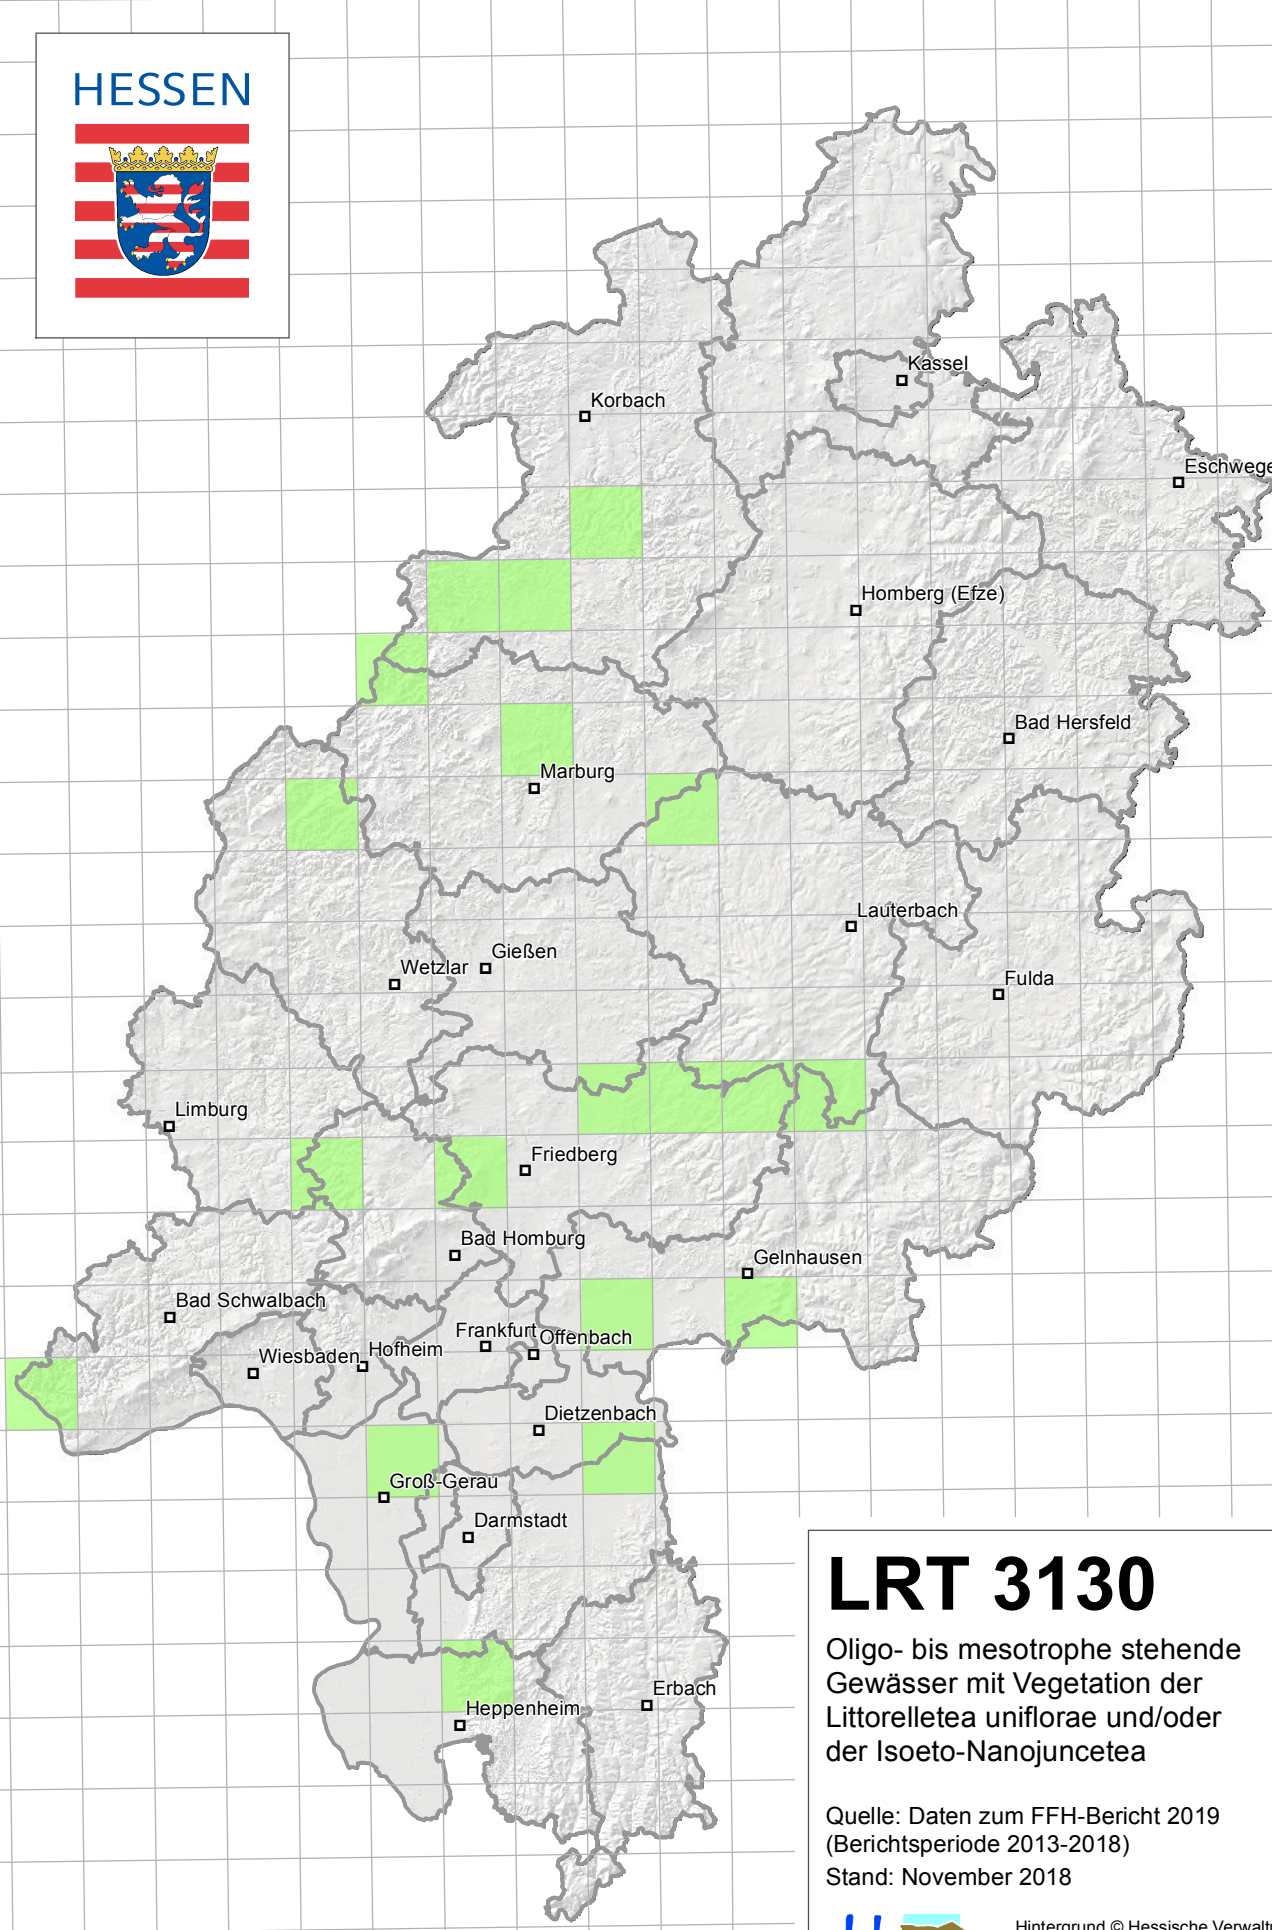 HESSEN
Kassel
Korbach
Eschwege
Homberg (Efze)
Bad Hersfeld
Marburg
Lauterbach
Gießen
Wetzlar
Fulda
Limburg
Friedberg
Bad Homburg
Gelnhausen
Bad Schwalbach
Frankfurt
Offenbach
Hofheim
Wiesbaden
Dietzenbach
Groß-Gerau
Darmstadt
Erbach
Heppenheim
LRT 3130
Oligo- bis mesotrophe stehende
Gewässer mit Vegetation der
Littorelletea uniflorae und/oder
der Isoeto-Nanojuncetea
Quelle: Daten zum FFH-Bericht 2019
(Berichtsperiode 2013-2018)
Stand: November 2018
Hintergrund © Hessische